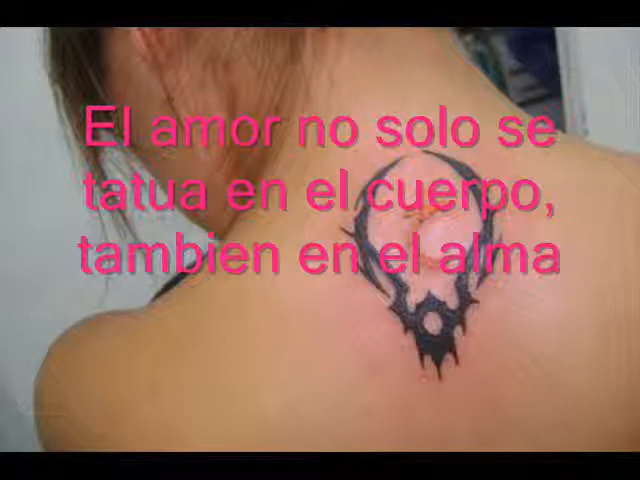 El amor no solo se
tatua en el cuerpo,
tambien en el alma